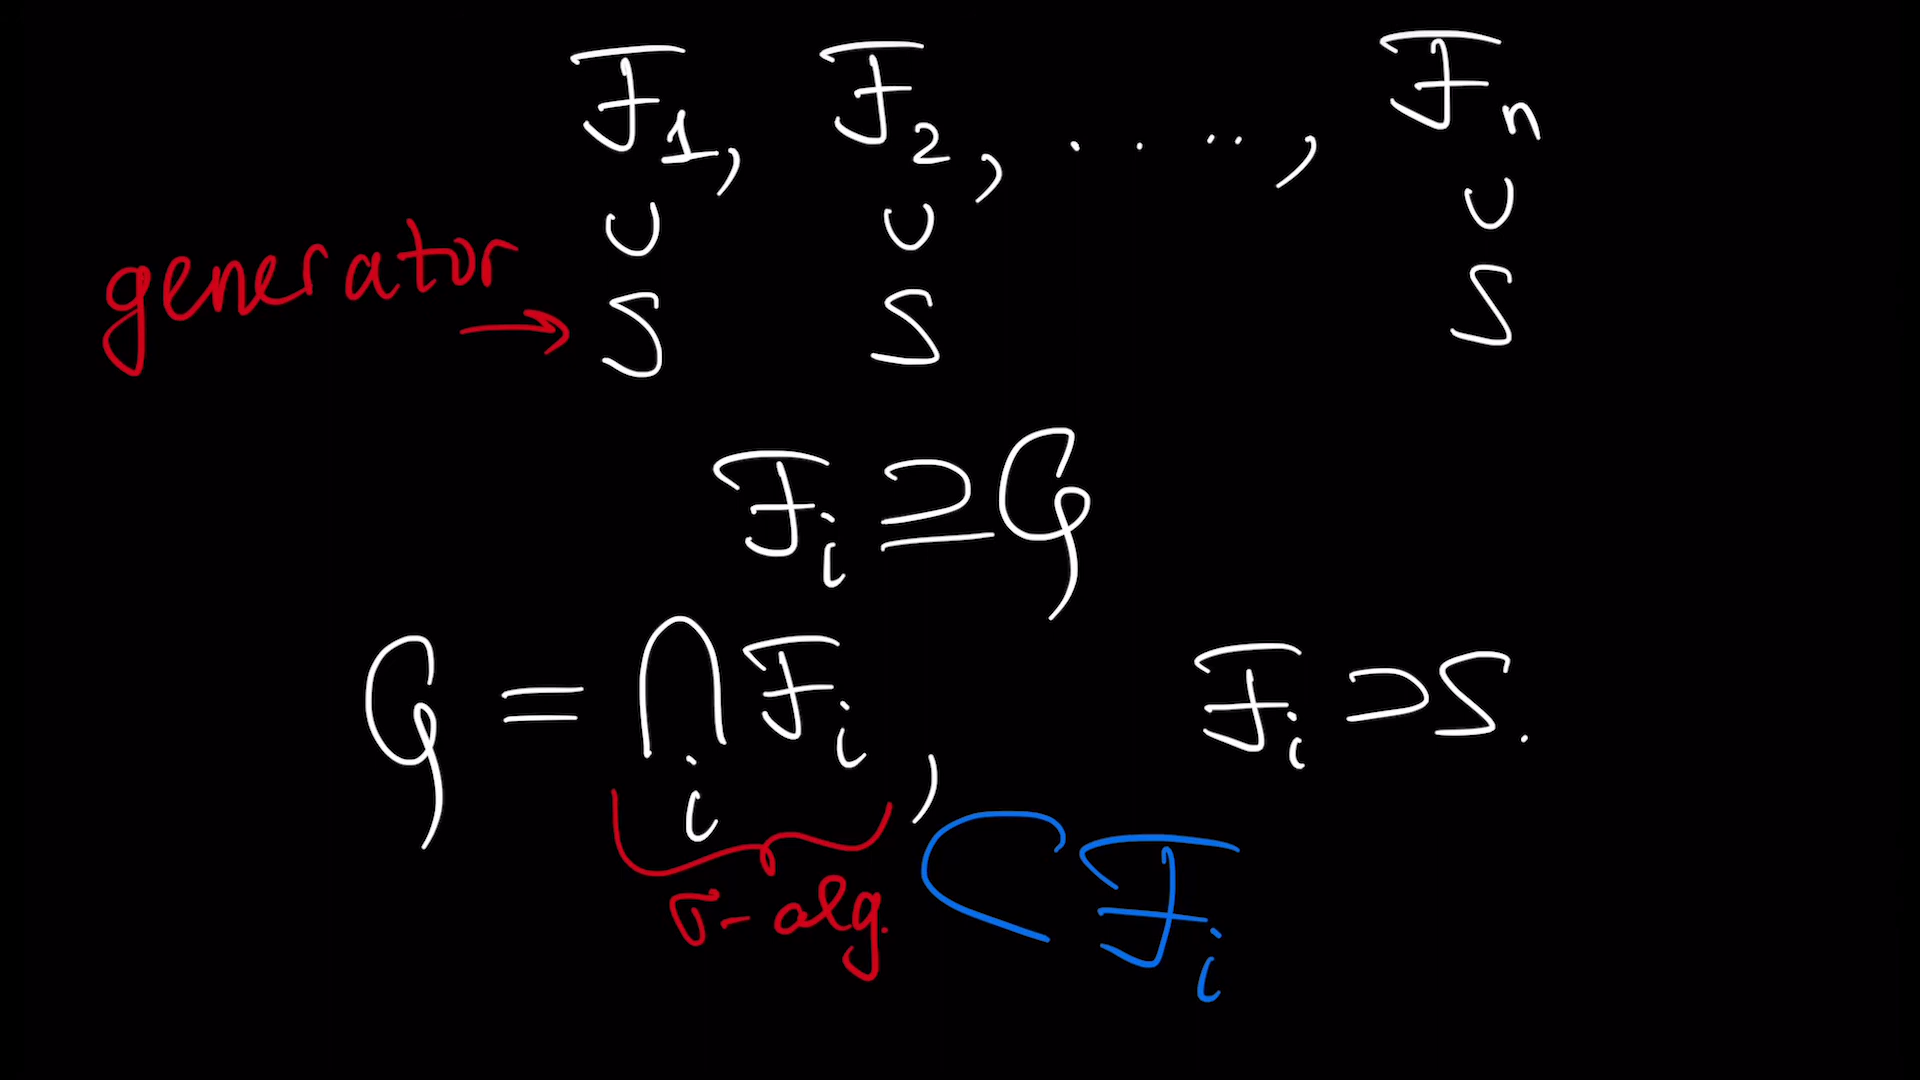 ℱ₁, ℱ₂, ....., ℱₙ
∪ ∪ ∪
generator → S S S
ℱᵢ ⊇ 𝒢
𝒢 = ⋂ᵢ ℱᵢ, ℱᵢ ⊃ S.
σ-alg. ⊂ ℱᵢ